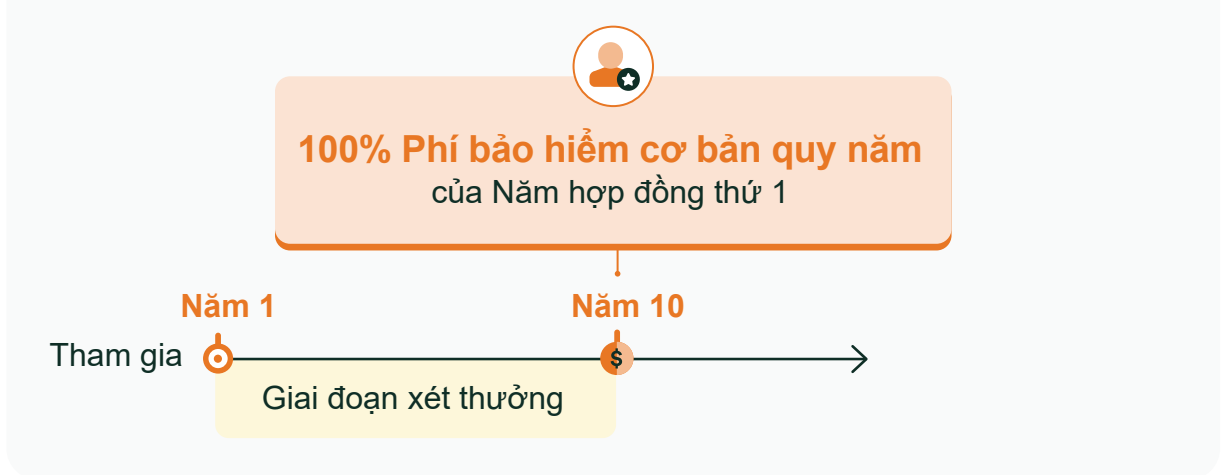 100% Phí bảo hiểm cơ bản quy năm
của Năm hợp đồng thứ 1
Năm 1
Năm 10
Tham gia
$
Giai đoạn xét thưởng